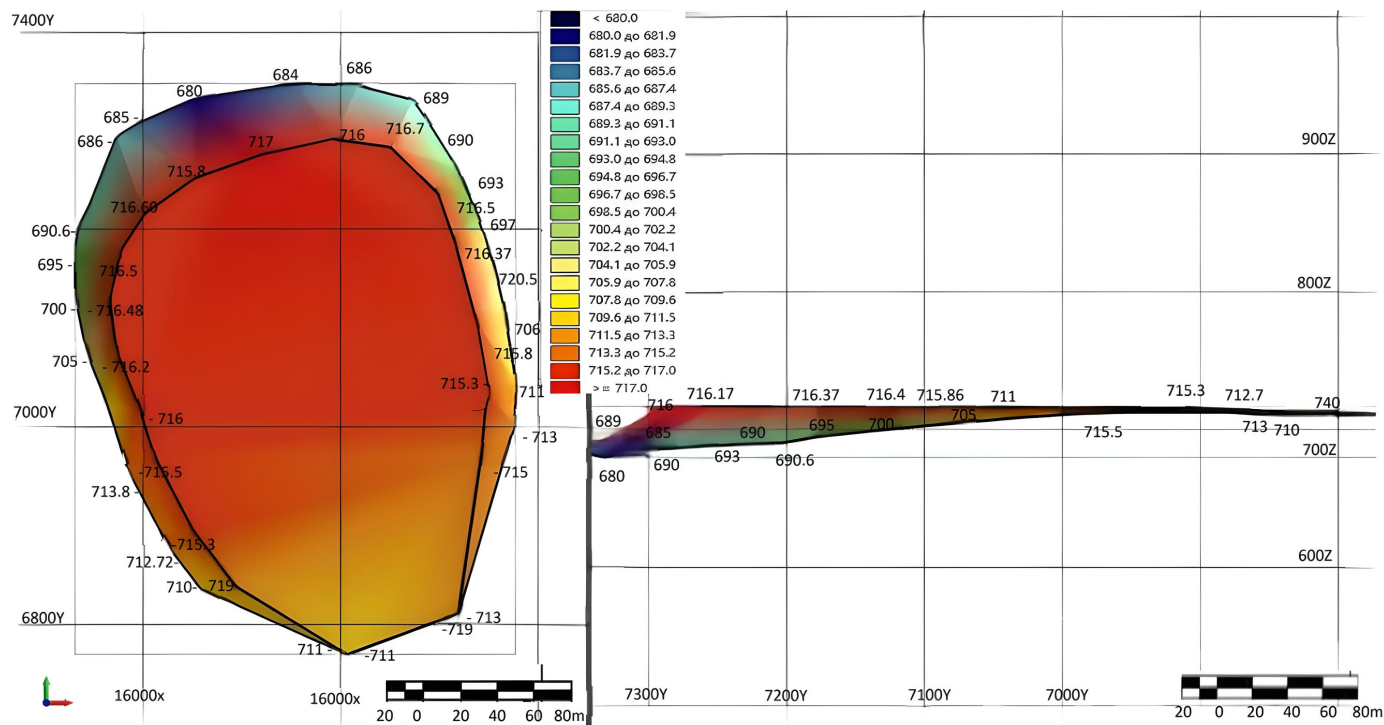 7400Y
684
686
680
689
685
716.7
690
686
717
716
715.8
693
716.60
716.5
697
690.6
716.37
695
716.5
720.5
700
716.48
706
705
716.2
715.8
715.3
711
7000Y
716
713
715.5
715
713.8
715.3
712.72
710
719
6800Y
713
719
711
711
16000x
16000x
20 0 20 40 60 80m
< 680.0
680.0 до 681.9
681.9 до 683.7
683.7 до 685.6
685.6 до 687.4
687.4 до 689.3
689.3 до 691.1
691.1 до 693.0
693.0 до 694.8
694.8 до 696.7
696.7 до 698.5
698.5 до 700.4
700.4 до 702.2
702.2 до 704.1
704.1 до 705.9
705.9 до 707.8
707.8 до 709.6
709.6 до 711.5
711.5 до 713.3
713.3 до 715.2
715.2 до 717.0
>= 717.0
900Z
800Z
716.17 716.37 716.4 715.86 711 715.3 712.7
716
740
689
685 690 695 700 705
715.5 713 710
690 693 690.6
700Z
680
600Z
7300Y 7200Y 7100Y 7000Y
20 0 20 40 60 80m